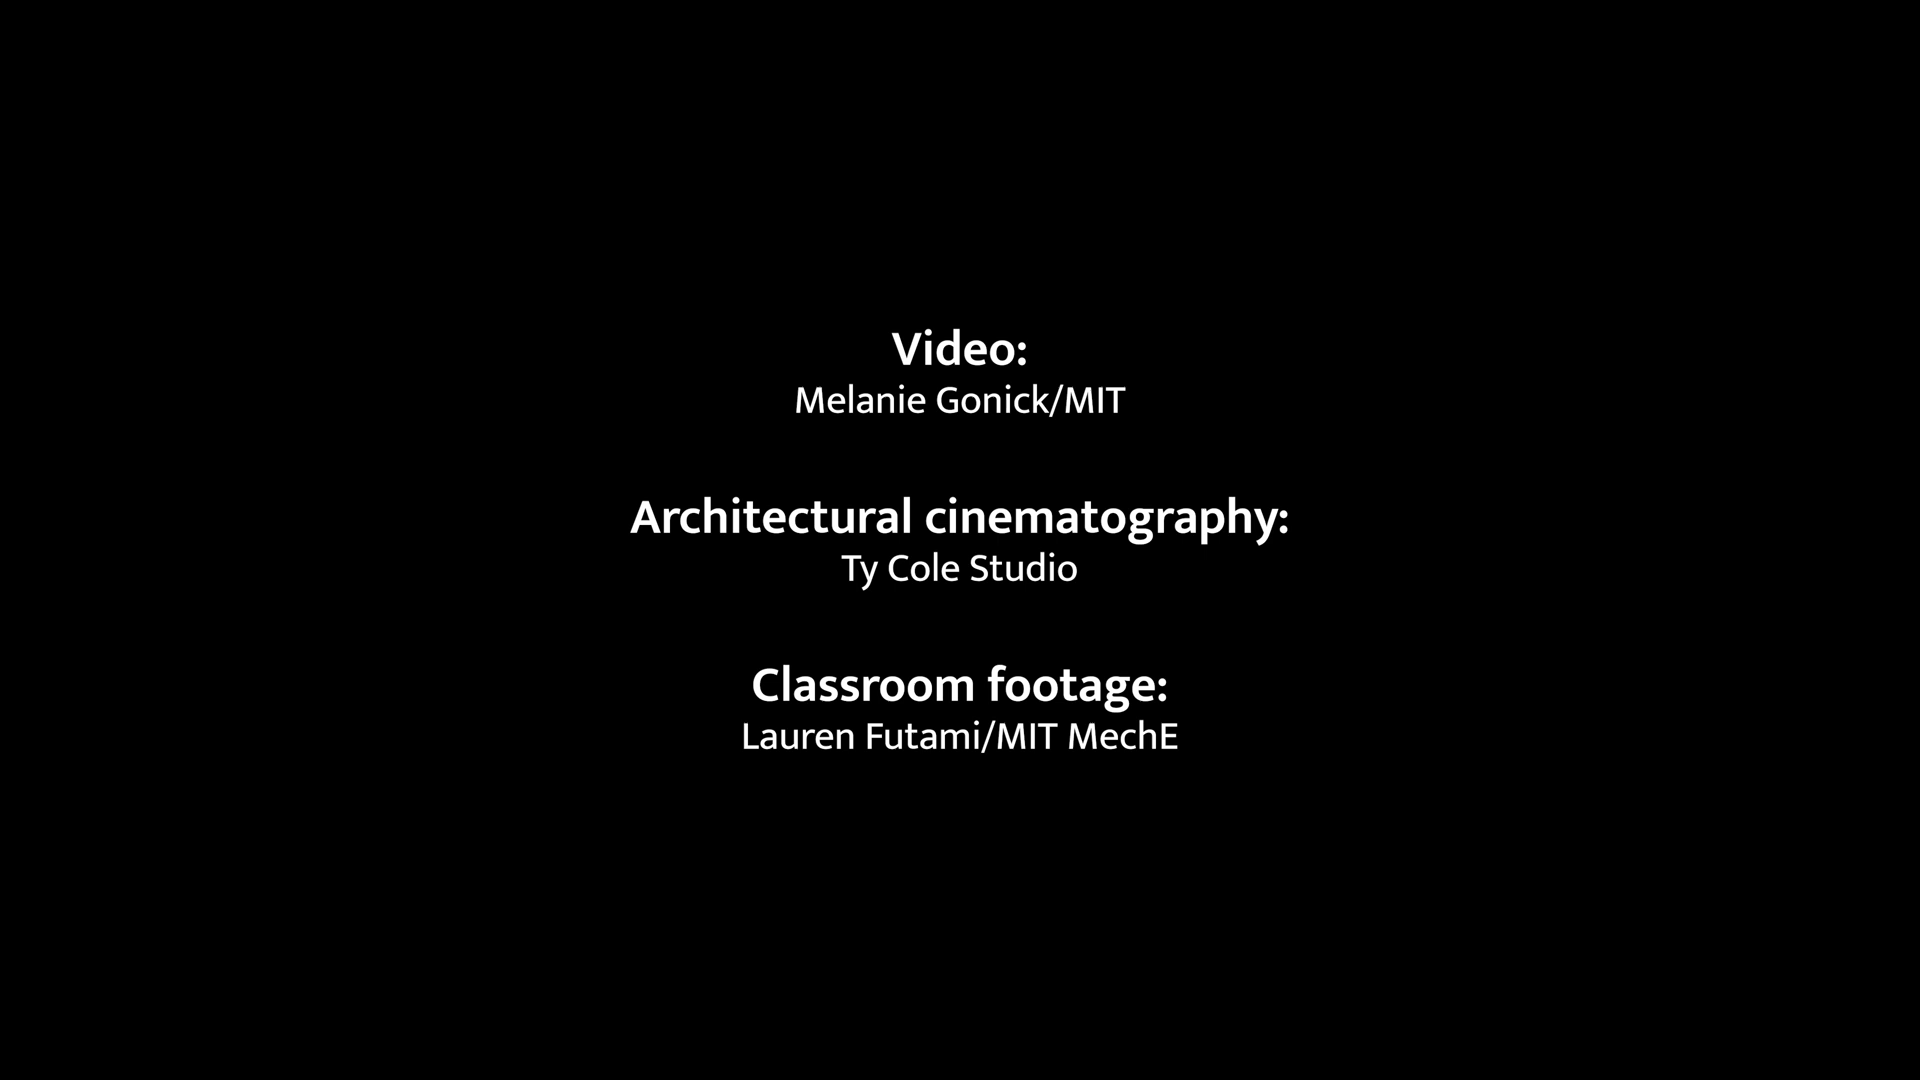 Video:
Melanie Gonick/MIT
Architectural cinematography:
Ty Cole Studio
Classroom footage:
Lauren Futami/MIT MechE